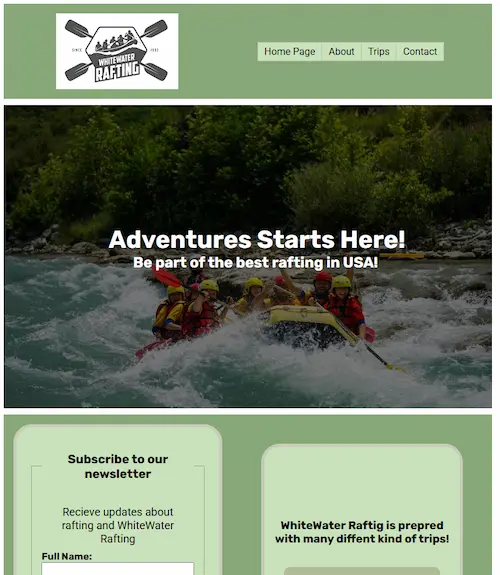 SINCE
WHITEWATER
RAFTING
Home Page
About
Trips
Contact
Adventures Starts Here!
Be part of the best rafting in USA!
Subscribe to our
newsletter
Recieve updates about
rafting and WhiteWater
Rafting
Full Name:
WhiteWater Raftig is prepred
with many diffent kind of trips!